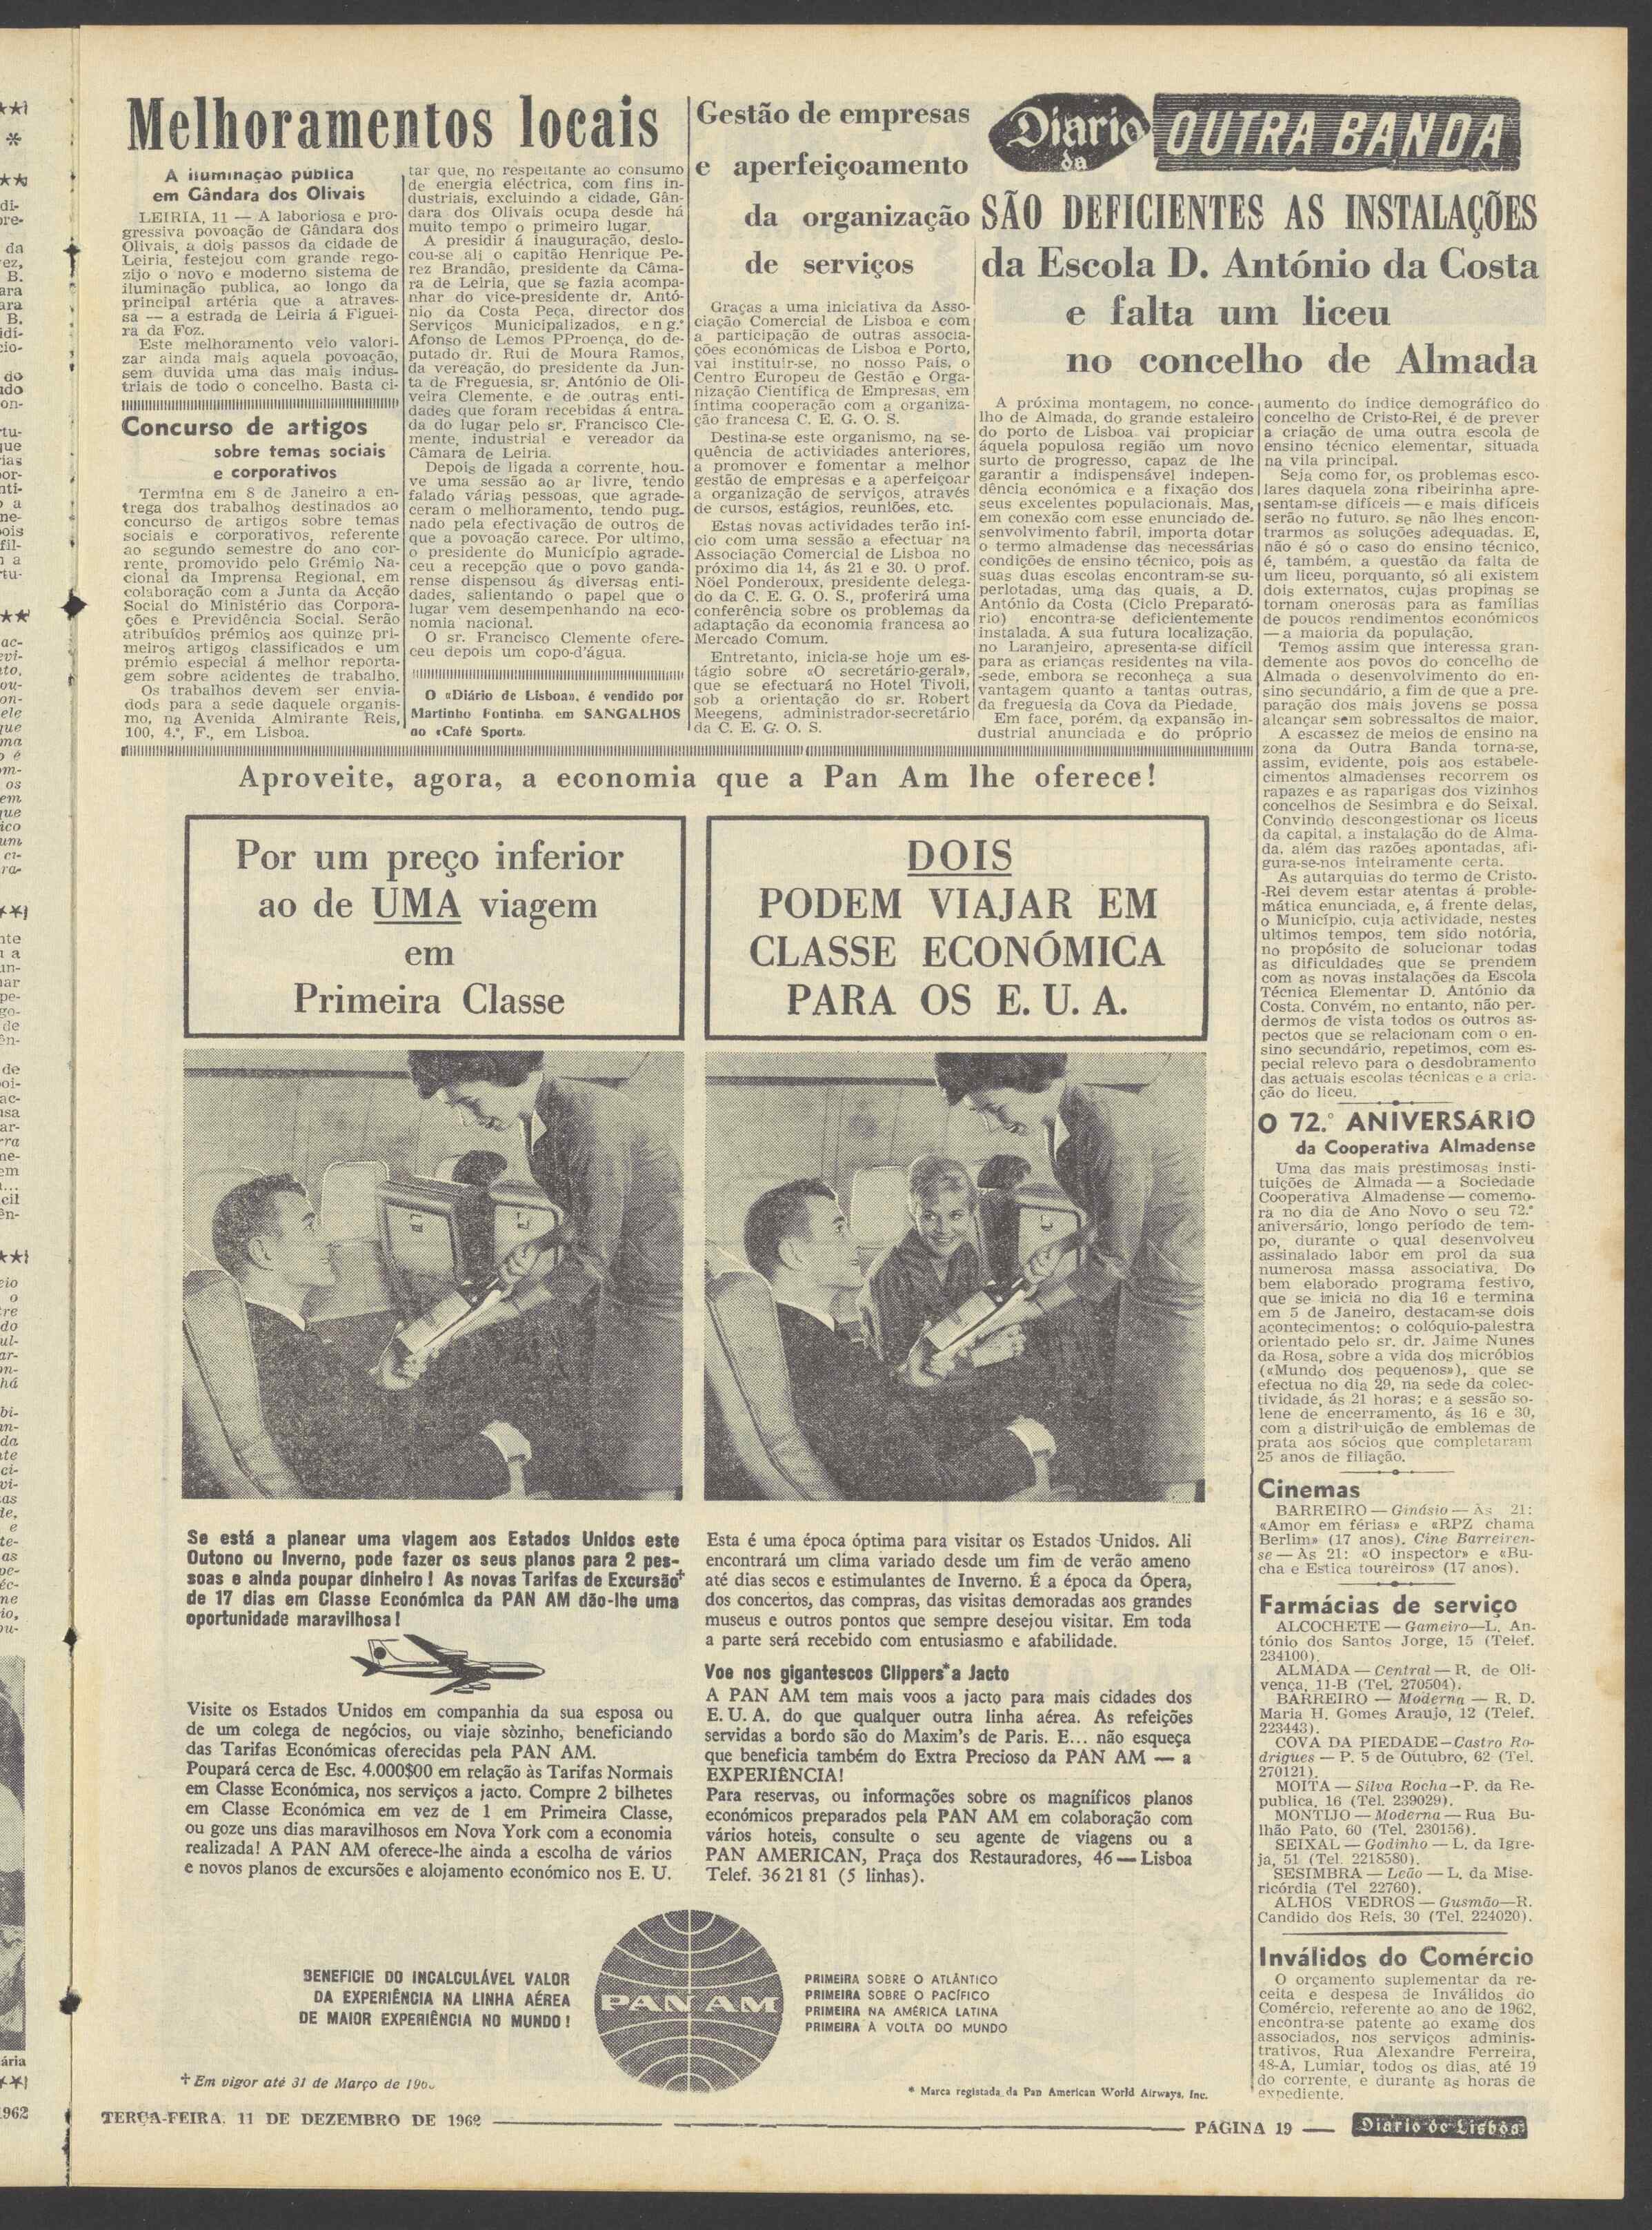 Melhoramentos locais
A iluminação pública
em Gândara dos Olivais
LEIRIA, 11 — A laboriosa e pro-
gressiva povoação de Gândara dos
Olivais, a dois passos da cidade de
Leiria, festejou com grande rego-
zijo o novo e moderno sistema de
iluminação publica, ao longo da
principal artéria que a atraves-
sa — a estrada de Leiria á Figuei-
ra da Foz.
Este melhoramento veio valori-
zar ainda mais aquela povoação,
sem duvida uma das mais indus-
triais de todo o concelho. Basta ci-
tar que, no respeitante ao consumo
de energia eléctrica, com fins in-
dustriais, excluindo a cidade, Gân-
dara dos Olivais ocupa desde há
muito tempo o primeiro lugar.
A presidir á inauguração, deslo-
cou-se ali o capitão Henrique Pe-
rez Brandão, presidente da Câma-
ra de Leiria, que se fazia acompa-
nhar do vice-presidente dr. Antó-
nio da Costa Peça, director dos
Serviços Municipalizados, eng.º
Afonso de Lemos PProença, do de-
putado dr. Rui de Moura Ramos,
da vereação, do presidente da Jun-
ta de Freguesia, sr. António de Oli-
veira Clemente, e de outras enti-
dades que foram recebidas á entra-
da do lugar pelo sr. Francisco Cle-
mente, industrial e vereador da
Câmara de Leiria.
Depois de ligada a corrente, hou-
ve uma sessão ao ar livre, tendo
falado várias pessoas, que agrade-
ceram o melhoramento, tendo pug-
nado pela efectivação de outros de
que a povoação carece. Por ultimo,
o presidente do Município agrade-
ceu a recepção que o povo ganda-
rense dispensou ás diversas enti-
dades, salientando o papel que o
lugar vem desempenhando na eco-
nomia nacional.
O sr. Francisco Clemente ofere-
ceu depois um copo-d'água.
Concurso de artigos
sobre temas sociais
e corporativos
Termina em 8 de Janeiro a en-
trega dos trabalhos destinados ao
concurso de artigos sobre temas
sociais e corporativos, referente
ao segundo semestre do ano cor-
rente, promovido pelo Grémio Na-
cional da Imprensa Regional, em
colaboração com a Junta da Acção
Social do Ministério das Corpora-
ções e Previdência Social. Serão
atribuídos prémios aos quinze pri-
meiros artigos classificados e um
prémio especial á melhor reporta-
gem sobre acidentes de trabalho.
Os trabalhos devem ser envia-
dods para a sede daquele organis-
mo, na Avenida Almirante Reis,
100, 4.º, F., em Lisboa.
O «Diário de Lisboa», é vendido por
Martinho Fontinha, em SANGALHOS
no «Café Sport».
Gestão de empresas
e aperfeiçoamento
da organização
de serviços
Graças a uma iniciativa da Asso-
ciação Comercial de Lisboa e com
a participação de outras associa-
ções económicas de Lisboa e Porto,
vai instituir-se, no nosso País, o
Centro Europeu de Gestão e Orga-
nização Científica de Empresas, em
íntima cooperação com a organiza-
ção francesa C. E. G. O. S.
Destina-se este organismo, na se-
quência de actividades anteriores,
a promover e fomentar a melhor
gestão de empresas e a aperfeiçoar
a organização de serviços, através
de cursos, estágios, reuniões, etc.
Estas novas actividades terão iní-
cio com uma sessão a efectuar na
Associação Comercial de Lisboa no
próximo dia 14, ás 21 e 30. O prof.
Nöel Ponderoux, presidente delega-
do da C. E. G. O. S., proferirá uma
conferência sobre os problemas da
adaptação da economia francesa ao
Mercado Comum.
Entretanto, inicia-se hoje um es-
tágio sobre «O secretário-geral»,
que se efectuará no Hotel Tivoli,
sob a orientação do sr. Robert
Meegens, administrador-secretário
da C. E. G. O. S.
Diario da OUTRA BANDA
SÃO DEFICIENTES AS INSTALAÇÕES
da Escola D. António da Costa
e falta um liceu
no concelho de Almada
A próxima montagem, no conce-
lho de Almada, do grande estaleiro
do porto de Lisboa vai propiciar
áquela populosa região um novo
surto de progresso, capaz de lhe
garantir a indispensável indepen-
dência económica e a fixação dos
seus excelentes populacionais. Mas,
em conexão com esse enunciado de-
senvolvimento fabril, importa dotar
o termo almadense das necessárias
condições de ensino técnico, pois as
suas duas escolas encontram-se su-
perlotadas, uma das quais, a D.
António da Costa (Ciclo Preparató-
rio) encontra-se deficientemente
instalada. A sua futura localização,
no Laranjeiro, apresenta-se difícil
para as crianças residentes na vila-
-sede, embora se reconheça a sua
vantagem quanto a tantas outras,
da freguesia da Cova da Piedade.
Em face, porém, da expansão in-
dustrial anunciada e do próprio
aumento do índice demográfico do
concelho de Cristo-Rei, é de prever
a criação de uma outra escola de
ensino técnico elementar, situada
na vila principal.
Seja como for, os problemas esco-
lares daquela zona ribeirinha apre-
sentam-se difíceis — e mais difíceis
serão no futuro, se não lhes encon-
trarmos as soluções adequadas. E,
não é só o caso do ensino técnico,
é, também, a questão da falta de
um liceu, porquanto, só ali existem
dois externatos, cujas propinas se
tornam onerosas para as famílias
de poucos rendimentos económicos
— a maioria da população.
Temos assim que interessa gran-
demente aos povos do concelho de
Almada o desenvolvimento do en-
sino secundário, a fim de que a pre-
paração dos mais jovens se possa
alcançar sem sobressaltos de maior.
A escassez de meios de ensino na
zona da Outra Banda torna-se,
assim, evidente, pois aos estabele-
cimentos almadenses recorrem os
rapazes e as raparigas dos vizinhos
concelhos de Sesimbra e do Seixal.
Convindo descongestionar os liceus
da capital, a instalação do de Alma-
da, além das razões apontadas, afi-
gura-se-nos inteiramente certa.
As autarquias do termo de Cristo-
-Rei devem estar atentas á proble-
mática enunciada, e, á frente delas,
o Município, cuja actividade, nestes
ultimos tempos, tem sido notória,
no propósito de solucionar todas
as dificuldades que se prendem
com as novas instalações da Escola
Técnica Elementar D. António da
Costa. Convém, no entanto, não per-
dermos de vista todos os outros as-
pectos que se relacionam com o en-
sino secundário, repetimos, com es-
pecial relevo para o desdobramento
das actuais escolas técnicas e a cria-
ção do liceu.
O 72.º ANIVERSÁRIO
da Cooperativa Almadense
Uma das mais prestimosas insti-
tuições de Almada — a Sociedade
Cooperativa Almadense — comemo-
ra no dia de Ano Novo o seu 72.º
aniversário, longo período de tem-
po, durante o qual desenvolveu
assinalado labor em prol da sua
numerosa massa associativa. Do
bem elaborado programa festivo,
que se inicia no dia 16 e termina
em 5 de Janeiro, destacam-se dois
acontecimentos: o colóquio-palestra
orientado pelo sr. dr. Jaime Nunes
da Rosa, sobre a vida dos micróbios
(«Mundo dos pequenos»), que se
efectua no dia 29, na sede da colec-
tividade, ás 21 horas; e a sessão so-
lene de encerramento, ás 16 e 30,
com a distribuição de emblemas de
prata aos sócios que completaram
25 anos de filiação.
Cinemas
BARREIRO — Ginásio — Às 21:
«Amor em férias» e «RPZ chama
Berlim» (17 anos). Cine Barreiren-
se — Às 21: «O inspector» e «Bu-
cha e Estica toureiros» (17 anos).
Farmácias de serviço
ALCOCHETE — Gameiro — L. An-
tónio dos Santos Jorge, 15 (Telef.
234100).
ALMADA — Central — R. de Oli-
vença, 11-B (Tel. 270504).
BARREIRO — Moderna — R. D.
Maria H. Gomes Araujo, 12 (Telef.
223443).
COVA DA PIEDADE — Castro Ro-
drigues — P. 5 de Outubro, 62 (Tel.
270121).
MOITA — Silva Rocha — P. da Re-
publica, 16 (Tel. 239029).
MONTIJO — Moderna — Rua Bu-
lhão Pato, 60 (Tel. 230156).
SEIXAL — Godinho — L. da Igre-
ja, 51 (Tel. 2218580).
SESIMBRA — Leão — L. da Mise-
ricórdia (Tel 22760).
ALHOS VEDROS — Gusmão — R.
Candido dos Reis, 30 (Tel. 224020).
Inválidos do Comércio
O orçamento suplementar da re-
ceita e despesa de Inválidos do
Comércio, referente ao ano de 1962,
encontra-se patente ao exame dos
associados, nos serviços adminis-
trativos, Rua Alexandre Ferreira,
48-A, Lumiar, todos os dias, até 19
do corrente, e durante as horas de
expediente.
Aproveite, agora, a economia que a Pan Am lhe oferece!
Por um preço inferior
ao de UMA viagem
em
Primeira Classe
DOIS
PODEM VIAJAR EM
CLASSE ECONÓMICA
PARA OS E. U. A.
Se está a planear uma viagem aos Estados Unidos este
Outono ou Inverno, pode fazer os seus planos para 2 pes-
soas e ainda poupar dinheiro! As novas Tarifas de Excursão†
de 17 dias em Classe Económica da PAN AM dão-lhe uma
oportunidade maravilhosa!
Visite os Estados Unidos em companhia da sua esposa ou
de um colega de negócios, ou viaje sòzinho, beneficiando
das Tarifas Económicas oferecidas pela PAN AM.
Poupará cerca de Esc. 4.000$00 em relação às Tarifas Normais
em Classe Económica, nos serviços a jacto. Compre 2 bilhetes
em Classe Económica em vez de 1 em Primeira Classe,
ou goze uns dias maravilhosos em Nova York com a economia
realizada! A PAN AM oferece-lhe ainda a escolha de vários
e novos planos de excursões e alojamento económico nos E. U.
Esta é uma época óptima para visitar os Estados Unidos. Ali
encontrará um clima variado desde um fim de verão ameno
até dias secos e estimulantes de Inverno. É a época da Ópera,
dos concertos, das compras, das visitas demoradas aos grandes
museus e outros pontos que sempre desejou visitar. Em toda
a parte será recebido com entusiasmo e afabilidade.
Voe nos gigantescos Clippers* a Jacto
A PAN AM tem mais voos a jacto para mais cidades dos
E. U. A. do que qualquer outra linha aérea. As refeições
servidas a bordo são do Maxim's de Paris. E... não esqueça
que beneficia também do Extra Precioso da PAN AM — a
EXPERIÊNCIA!
Para reservas, ou informações sobre os magníficos planos
económicos preparados pela PAN AM em colaboração com
vários hoteis, consulte o seu agente de viagens ou a
PAN AMERICAN, Praça dos Restauradores, 46 — Lisboa
Telef. 36 21 81 (5 linhas).
BENEFICIE DO INCALCULÁVEL VALOR
DA EXPERIÊNCIA NA LINHA AÉREA
DE MAIOR EXPERIÊNCIA NO MUNDO!
PAN AM
PRIMEIRA SOBRE O ATLÂNTICO
PRIMEIRA SOBRE O PACÍFICO
PRIMEIRA NA AMÉRICA LATINA
PRIMEIRA À VOLTA DO MUNDO
† Em vigor até 31 de Março de
* Marca registada da Pan American World Airways, Inc.
TERÇA-FEIRA, 11 DE DEZEMBRO DE 1962
PÁGINA 19 — Diario de Lisboa